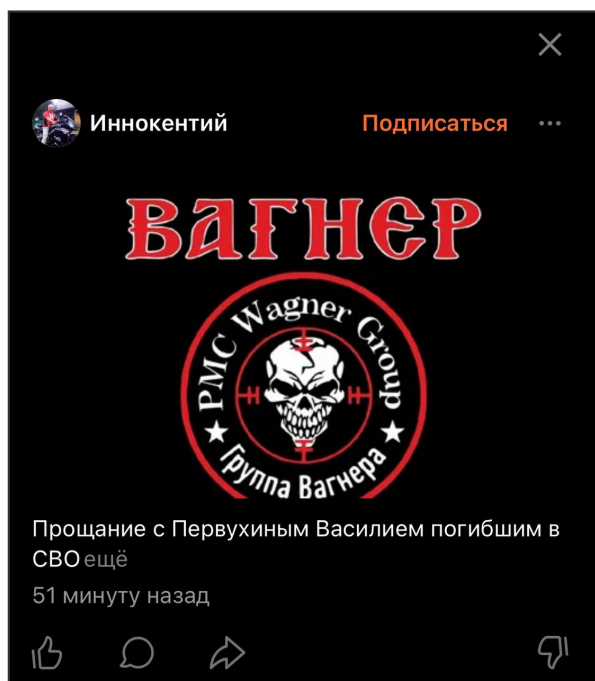 Иннокентий
Подписаться
ВАГНЕР
PMC Wagner Group
Группа Вагнера
Прощание с Первухиным Василием погибшим в
СВО ещё
51 минуту назад